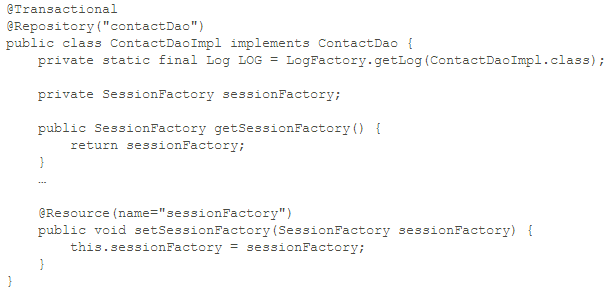 @Transactional
@Repository("contactDao")
public class ContactDaoImpl implements ContactDao {
    private static final Log LOG = LogFactory.getLog(ContactDaoImpl.class);

    private SessionFactory sessionFactory;

    public SessionFactory getSessionFactory() {
        return sessionFactory;
    }
    …

    @Resource(name="sessionFactory")
    public void setSessionFactory(SessionFactory sessionFactory) {
        this.sessionFactory = sessionFactory;
    }
}